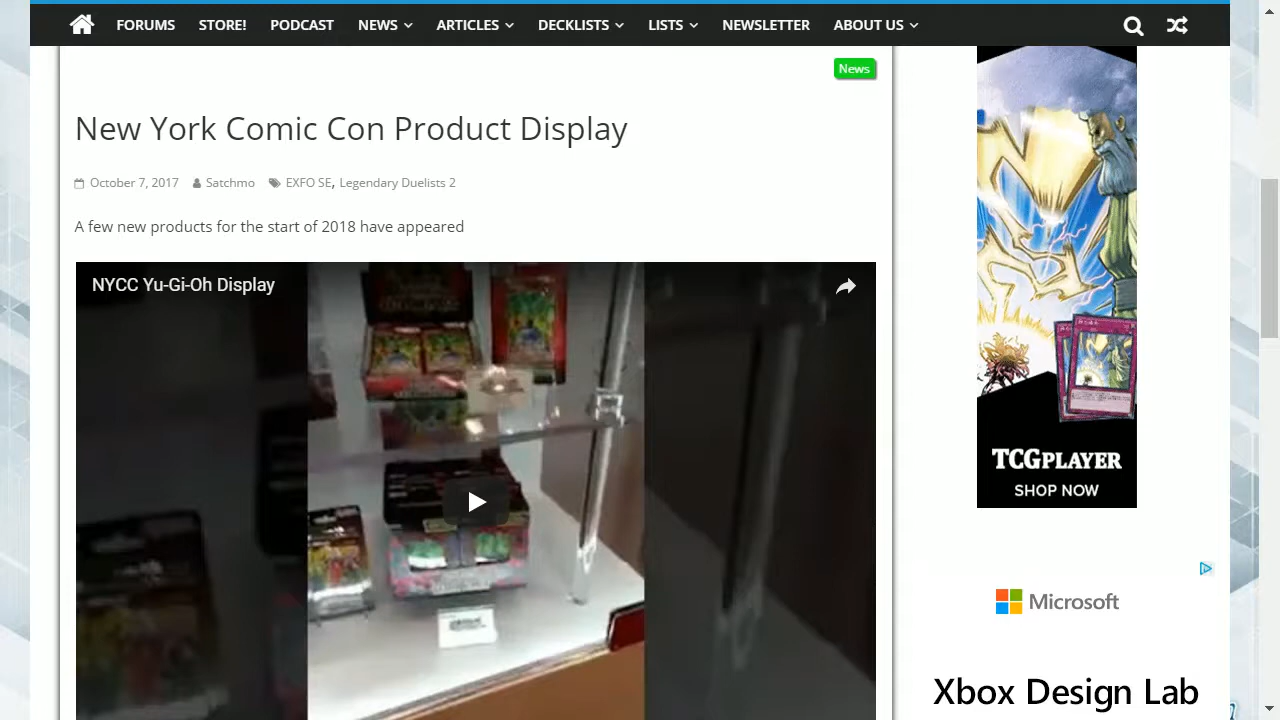 FORUMS STORE! PODCAST NEWS ARTICLES DECKLISTS LISTS NEWSLETTER ABOUT US
News
New York Comic Con Product Display
October 7, 2017 Satchmo EXFO SE, Legendary Duelists 2
A few new products for the start of 2018 have appeared
NYCC Yu-Gi-Oh Display
TCGPLAYER
SHOP NOW
Microsoft
Xbox Design Lab